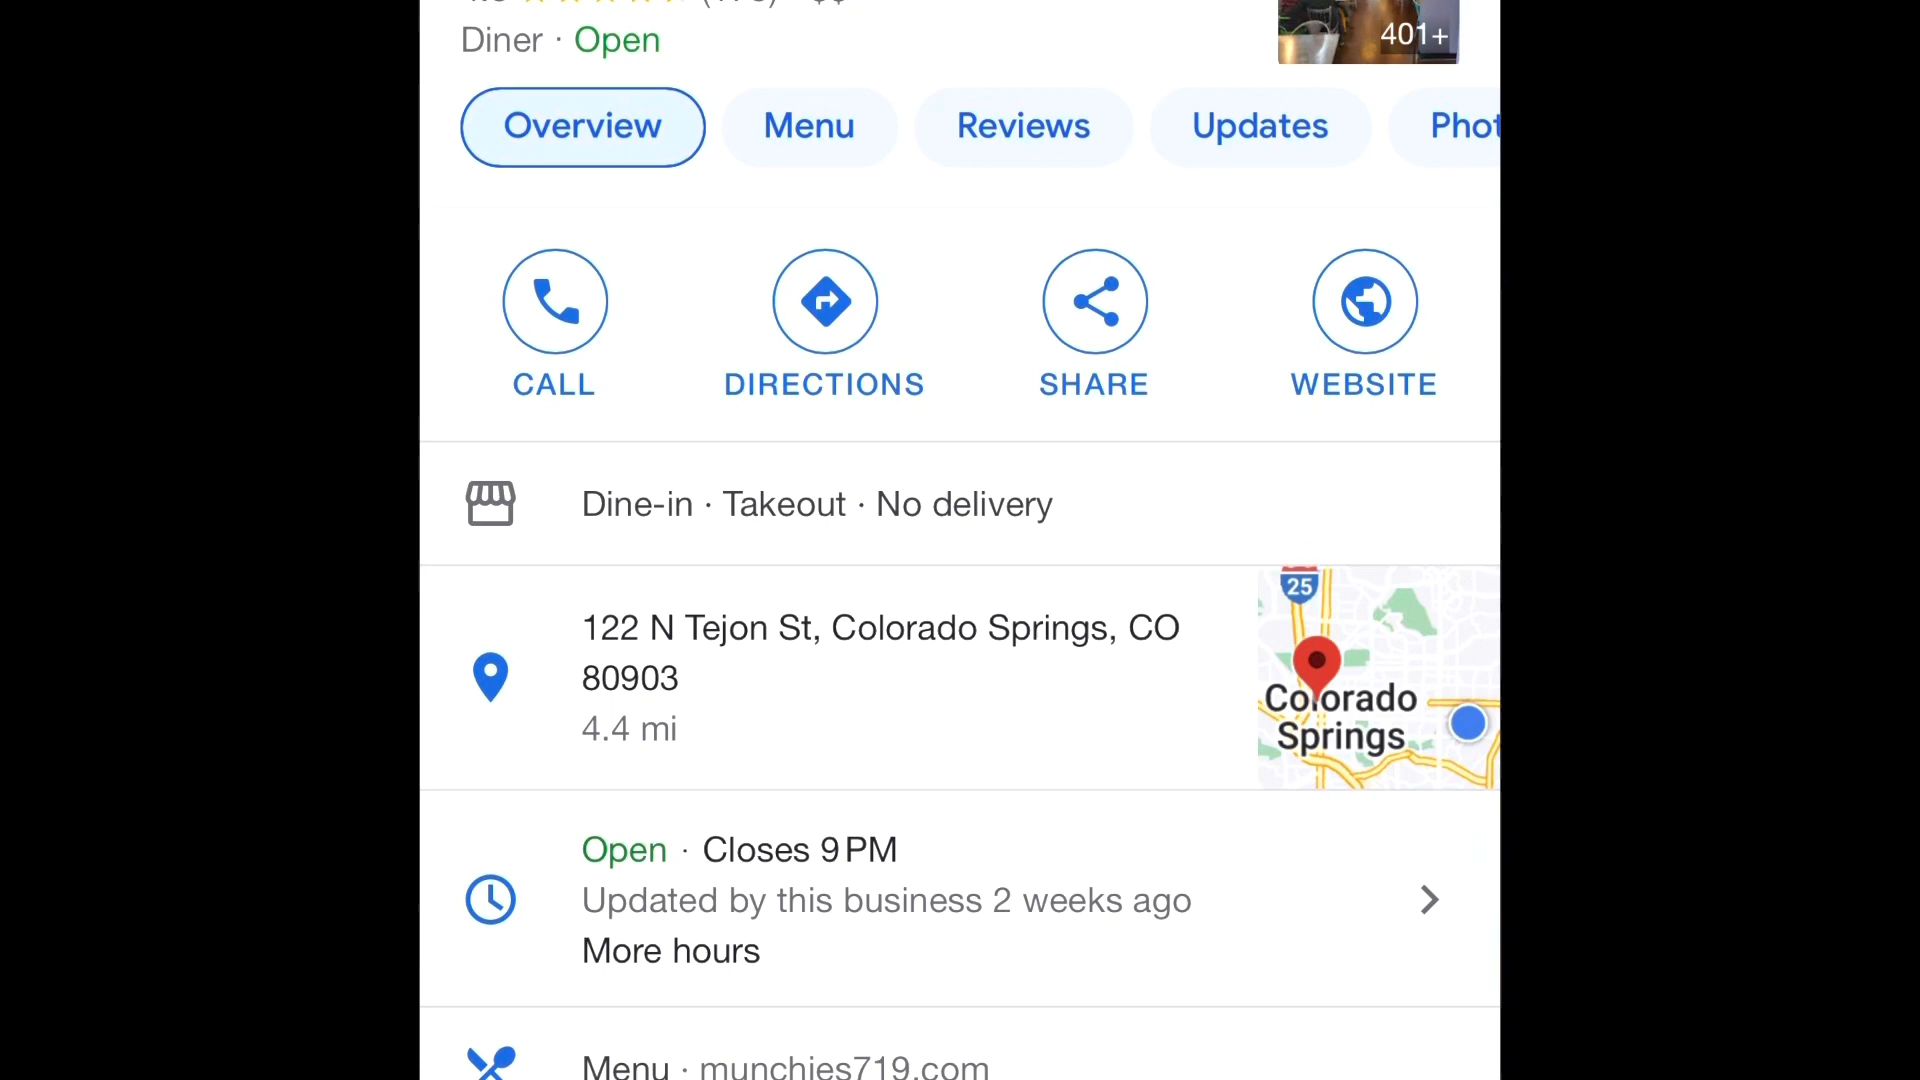 Diner · Open
401+
Overview
Menu
Reviews
Updates
Phot
CALL
DIRECTIONS
SHARE
WEBSITE
Dine-in · Takeout · No delivery
122 N Tejon St, Colorado Springs, CO
80903
4.4 mi
25
Colorado
Springs
Open · Closes 9 PM
Updated by this business 2 weeks ago
More hours
Menu · munchies719.com